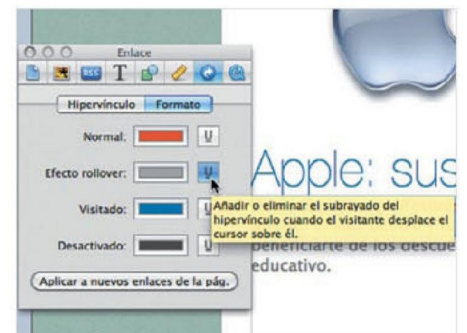 Enlace
RSS T
Hipervínculo Formato
Normal: U
Efecto rollover: U
Visitado: U
Desactivado: U
Aplicar a nuevos enlaces de la pág.
Apple: sus
Añadir o eliminar el subrayado del
hipervínculo cuando el visitante desplace el
cursor sobre él.
beneficiarte de los descue
educativo.